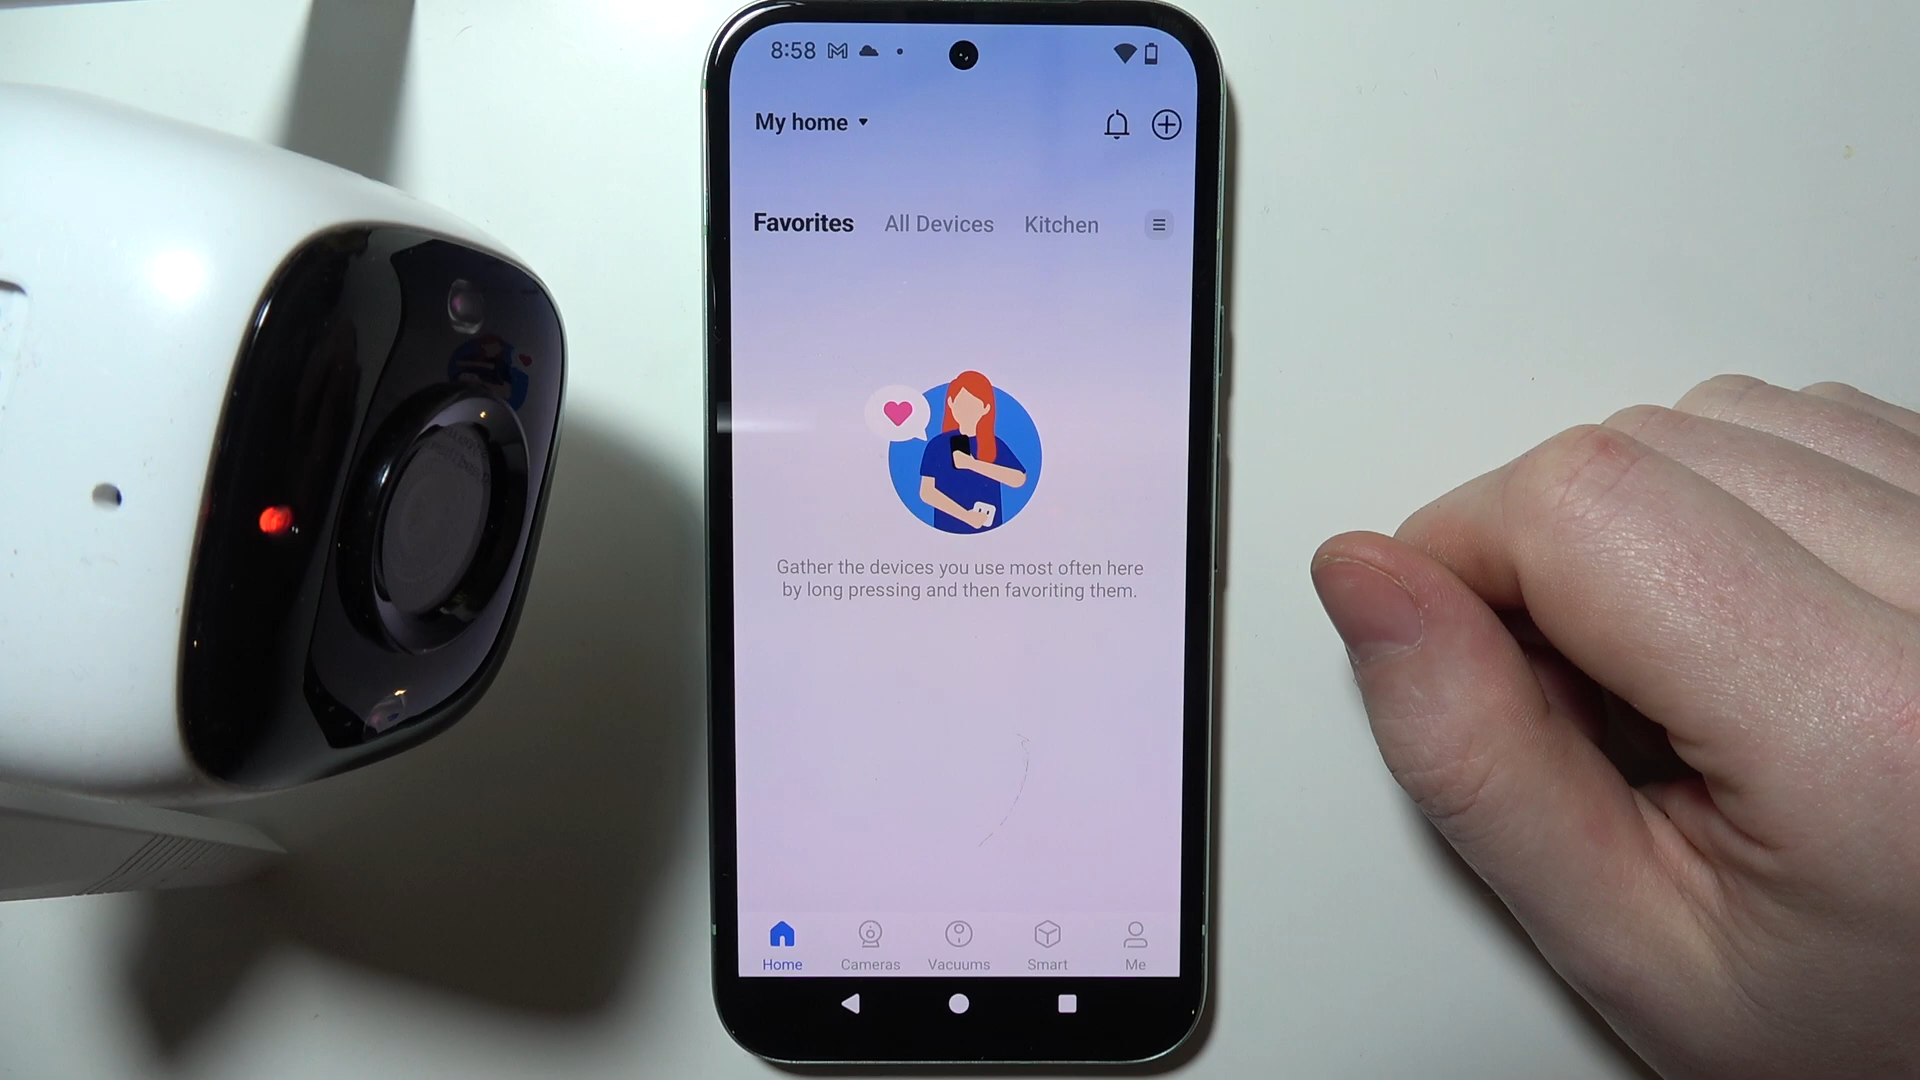 8:58
My home
Favorites All Devices Kitchen
Gather the devices you use most often here
by long pressing and then favoriting them.
Home Cameras Vacuums Smart Me